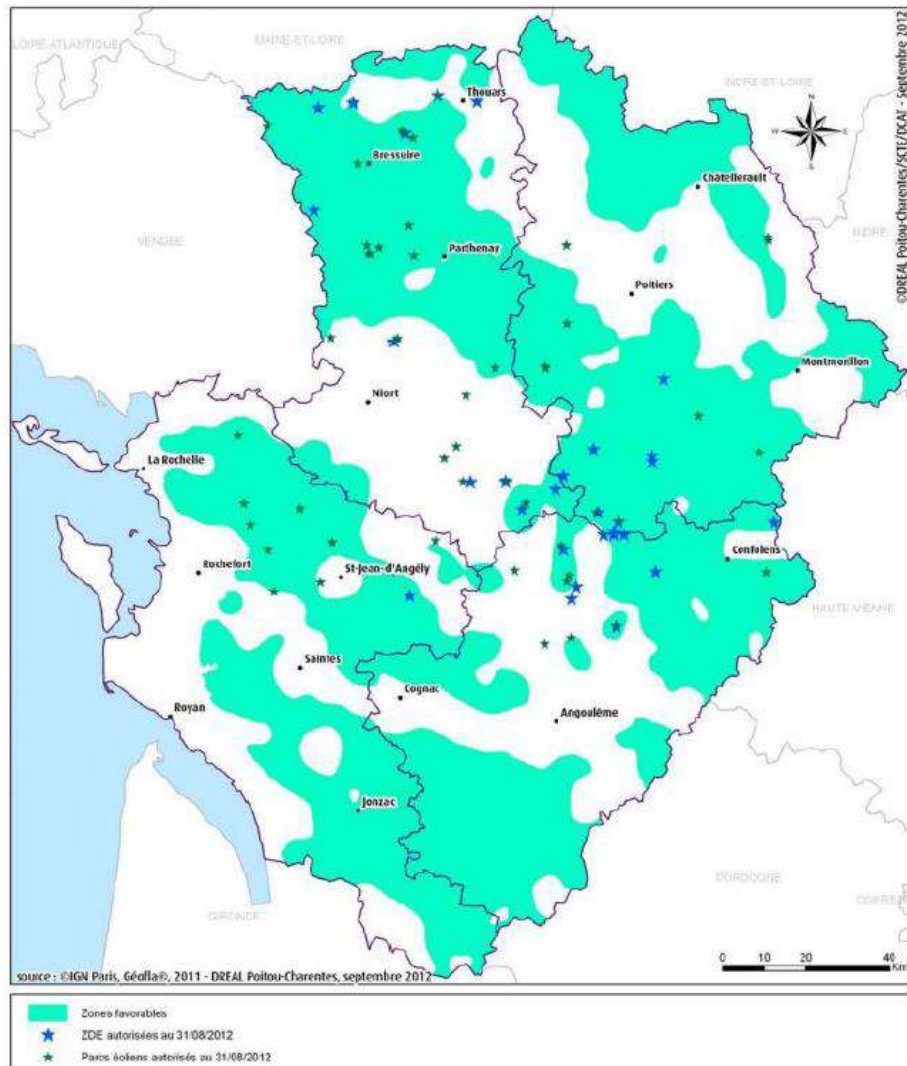 LOIRE-ATLANTIQUE
MAINE-ET-LOIRE
INDRE-ET-LOIRE
©DREAL Poitou-Charentes/SCTE/DCAT - Septembre 2012
Thouars
N
W
E
S
Bressuire
Châtellerault
VENDEE
INDRE
Parthenay
Poitiers
Montmorillon
Niort
La Rochelle
Confolens
Rochefort
St-Jean-d'Angély
HAUTE-VIENNE
Saintes
Cognac
Royan
Angoulême
Jonzac
DORDOGNE
GIRONDE
0 10 20 40
Km
source : ©IGN Paris, Géofla®, 2011 - DREAL Poitou-Charentes, septembre 2012
Zones favorables
ZDE autorisées au 31/08/2012
Parcs éoliens autorisés au 31/08/2012